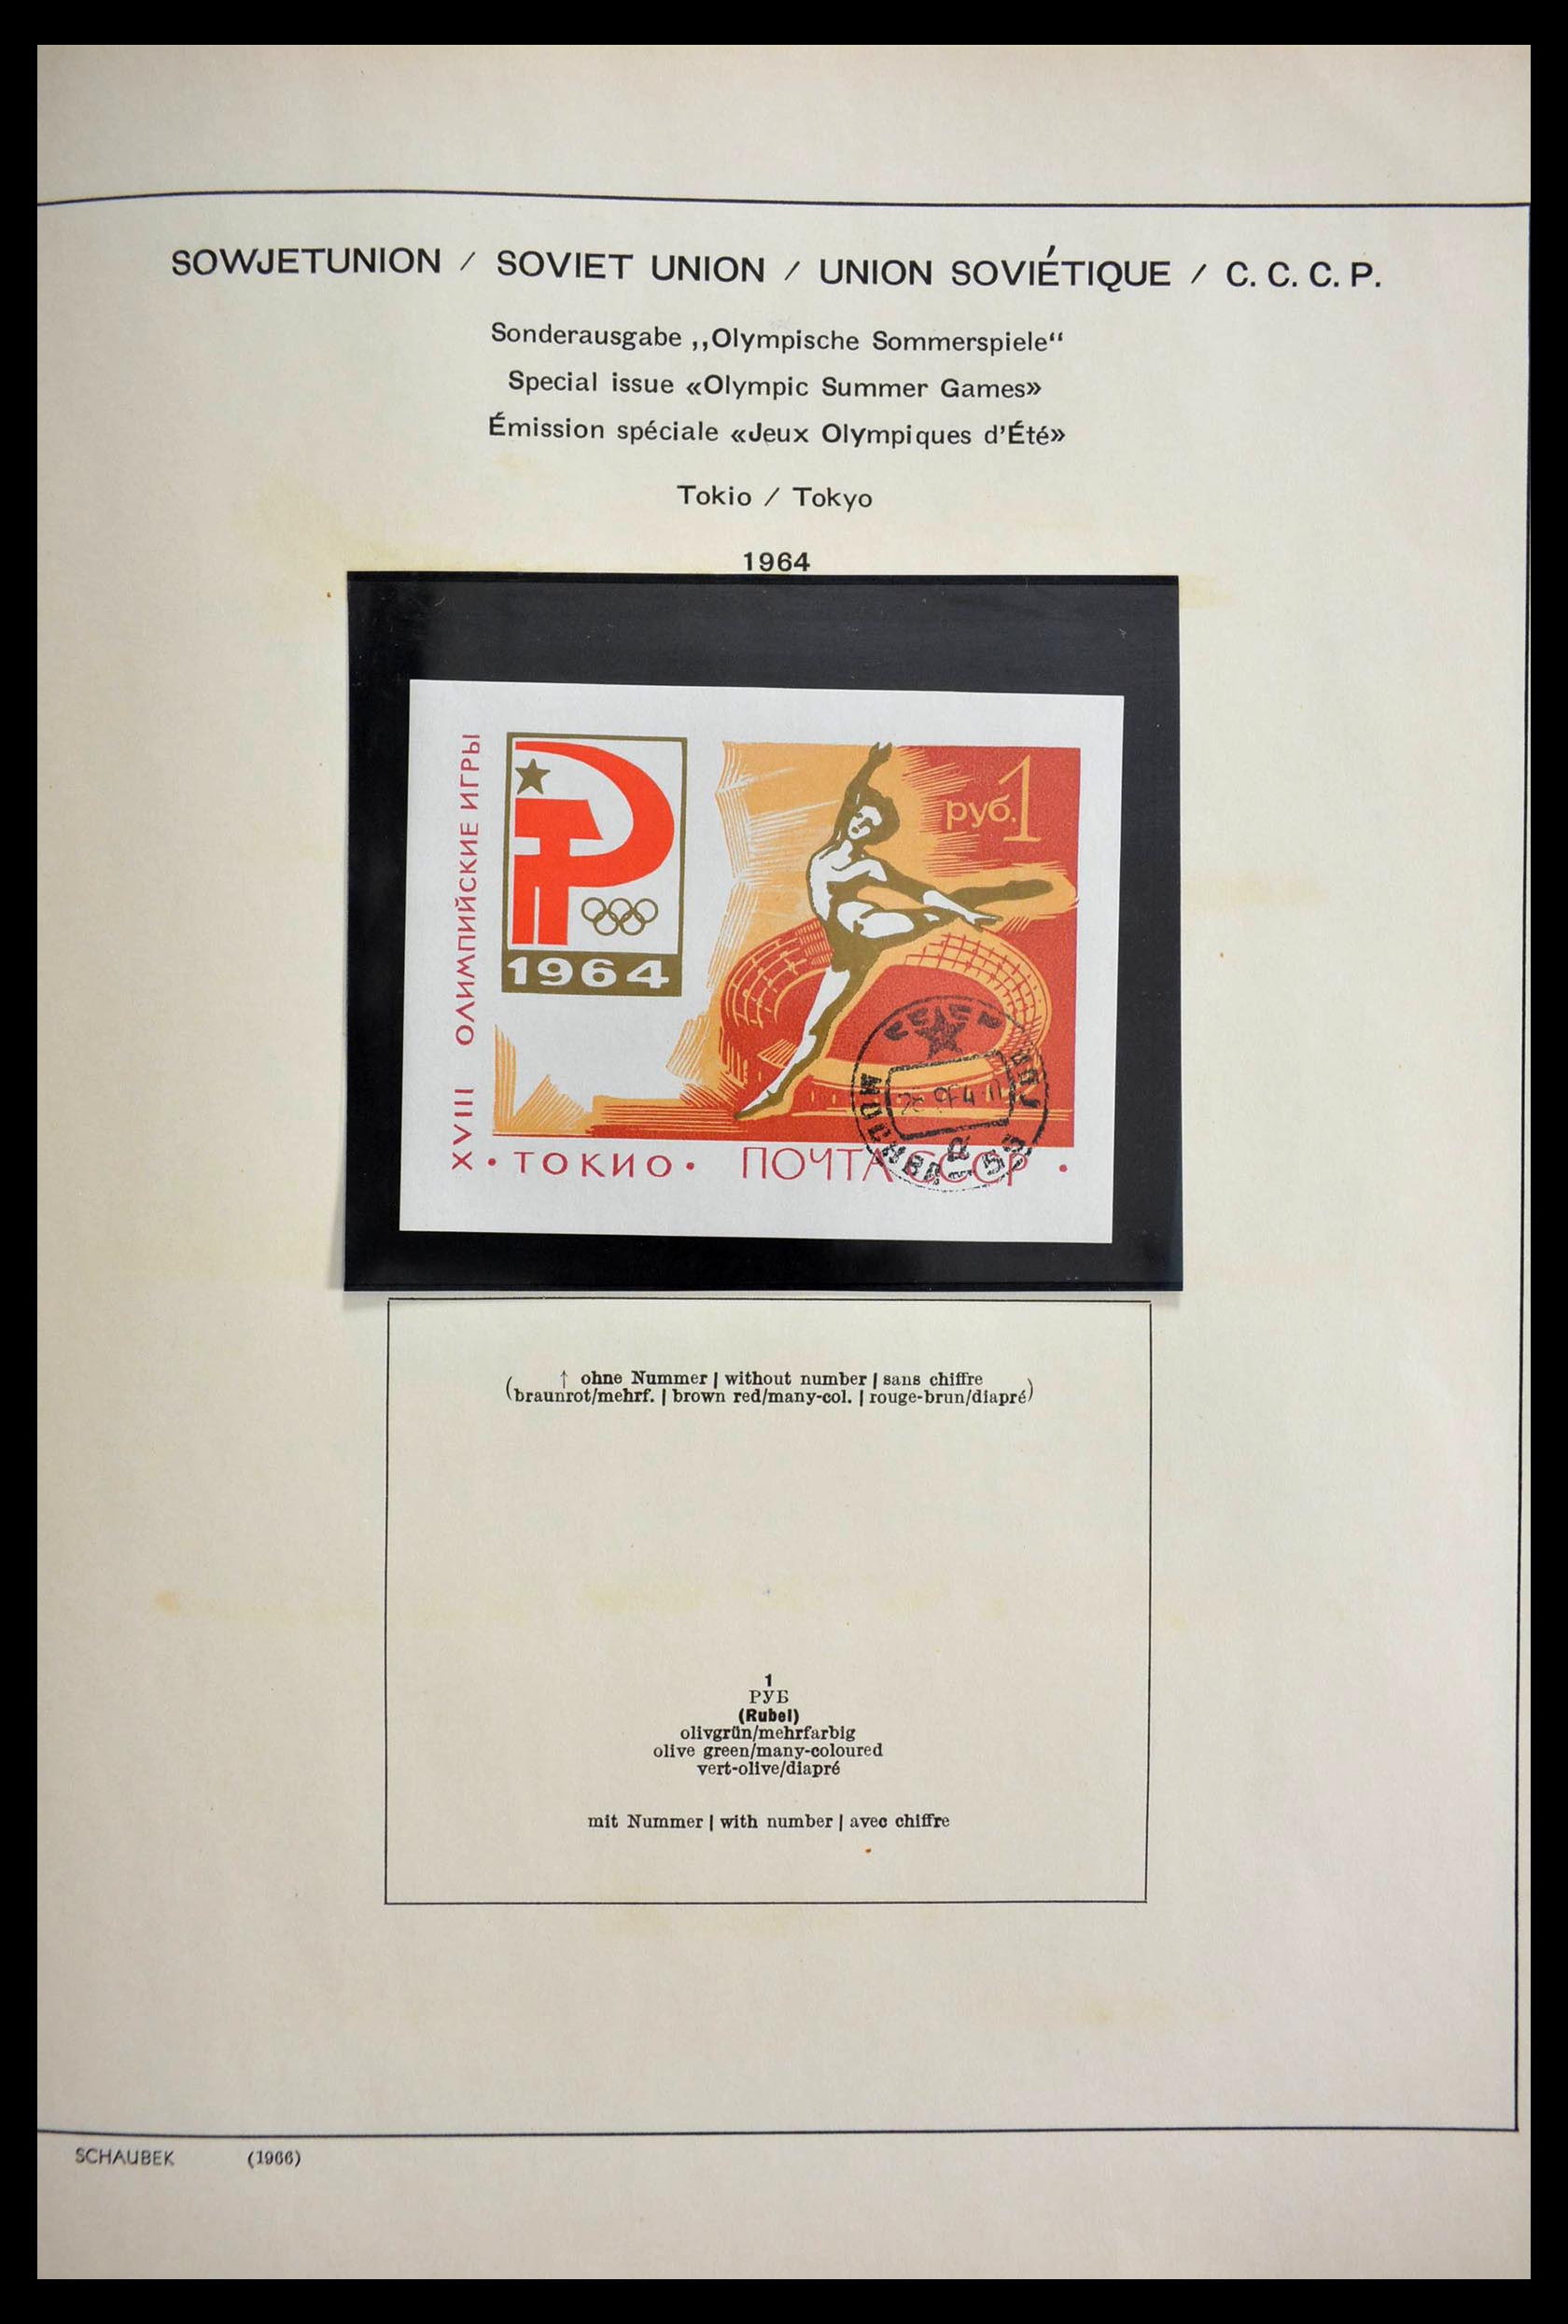 SOWJETUNION / SOVIET UNION / UNION SOVIÉTIQUE / C. C. C. P.
Sonderausgabe ,,Olympische Sommerspiele“
Special issue «Olympic Summer Games»
Émission spéciale «Jeux Olympiques d’Été»
Tokio / Tokyo
1964
XVIII ОЛИМПИЙСКИЕ ИГРЫ
1964
руб. 1
• ТОКИО • ПОЧТА СССР •
МОСКВА
↑ ohne Nummer | without number | sans chiffre
(braunrot/mehrf. | brown red/many-col. | rouge-brun/diapré)
1
РУБ
(Rubel)
olivgrün/mehrfarbig
olive green/many-coloured
vert-olive/diapré
mit Nummer | with number | avec chiffre
SCHAUBEK (1966)